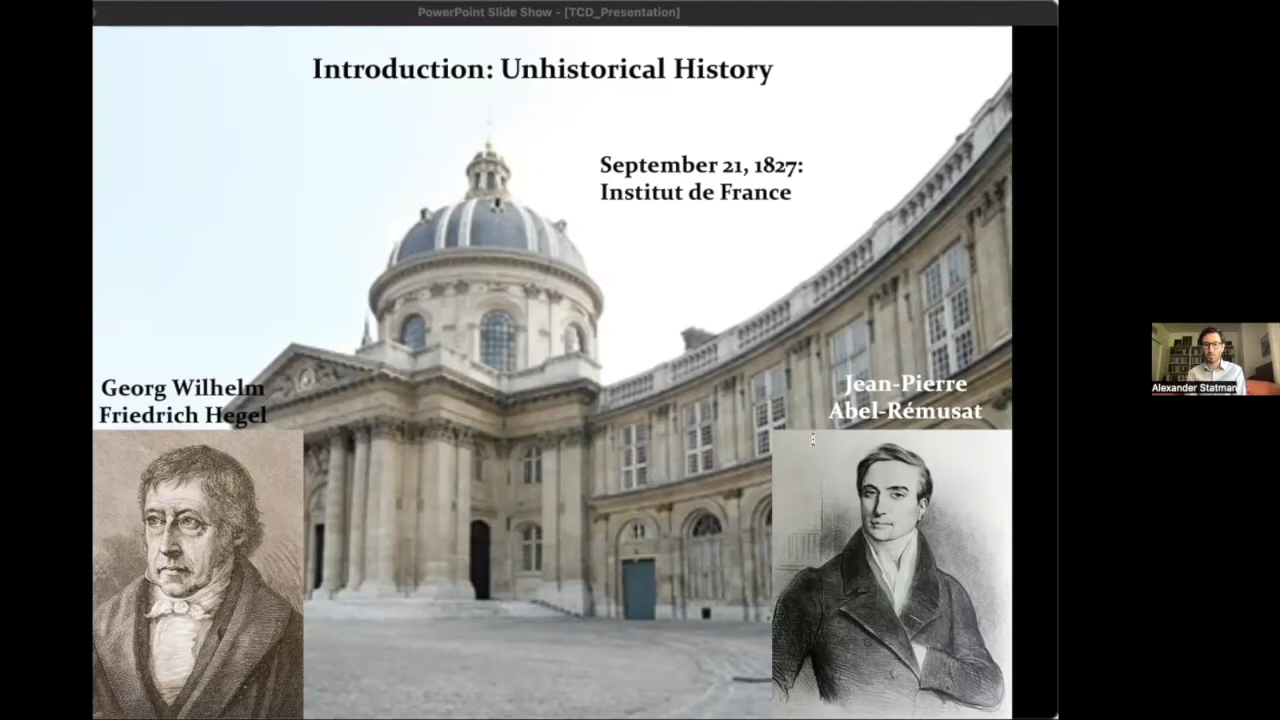 PowerPoint Slide Show - [TCD_Presentation]
Introduction: Unhistorical History
September 21, 1827:
Institut de France
Georg Wilhelm
Friedrich Hegel
Jean-Pierre
Abel-Rémusat
Alexander Statman